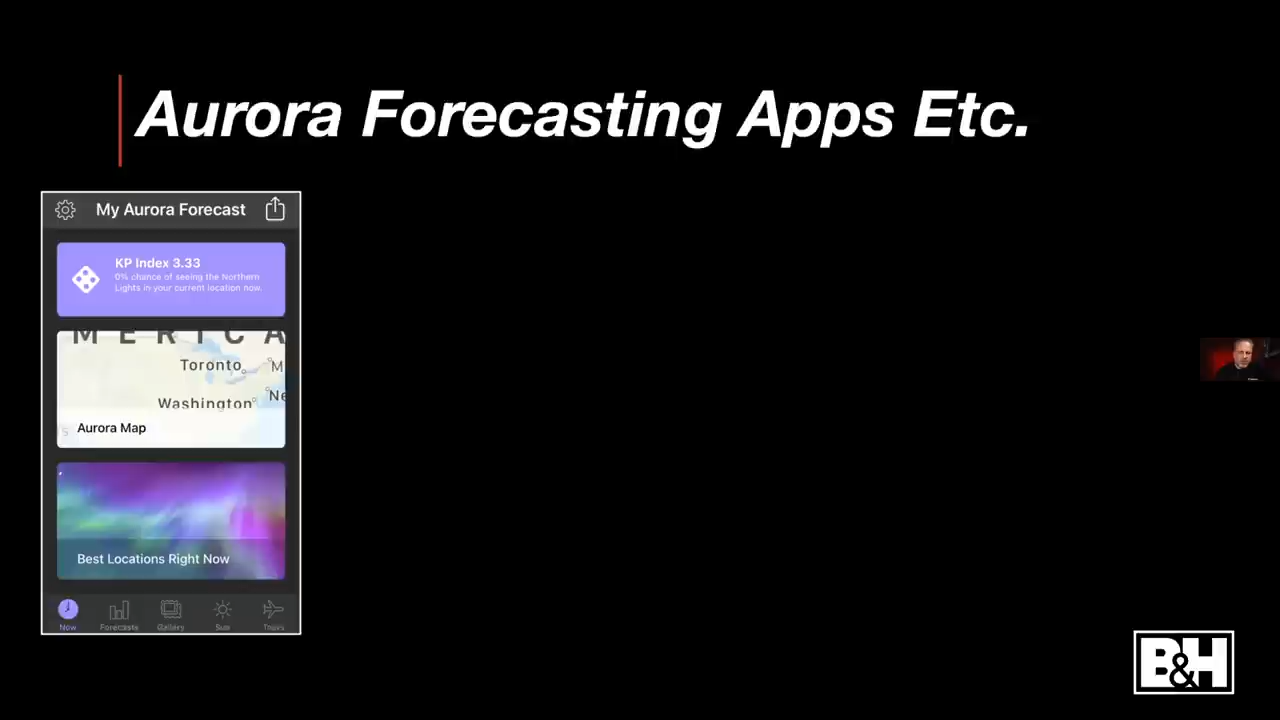 Aurora Forecasting Apps Etc.
My Aurora Forecast
KP Index 3.33
0% chance of seeing the Northern
Lights in your current location now.
M E R I C A
Toronto
M
Washington
Ne
S
Aurora Map
Best Locations Right Now
Now Forecasts Gallery Sun Tours
B&H